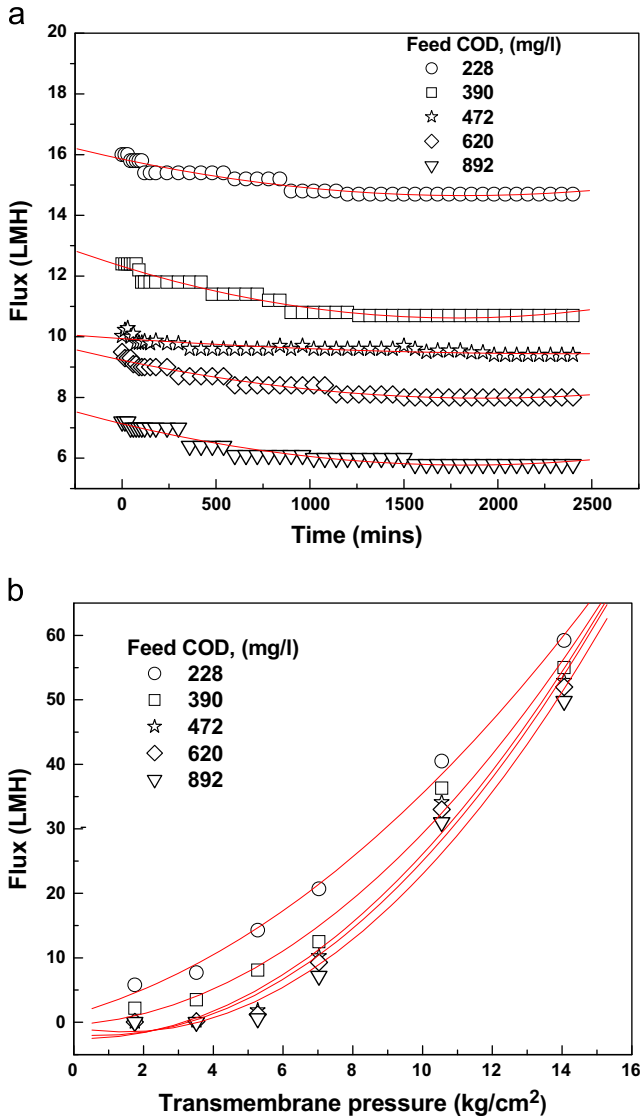 a
20
18
16
14
12
10
8
6
Flux (LMH)
Feed COD, (mg/l)
228
390
472
620
892
0 500 1000 1500 2000 2500
Time (mins)
b
60
50
40
30
20
10
0
Flux (LMH)
Feed COD, (mg/l)
228
390
472
620
892
0 2 4 6 8 10 12 14 16
Transmembrane pressure (kg/cm²)